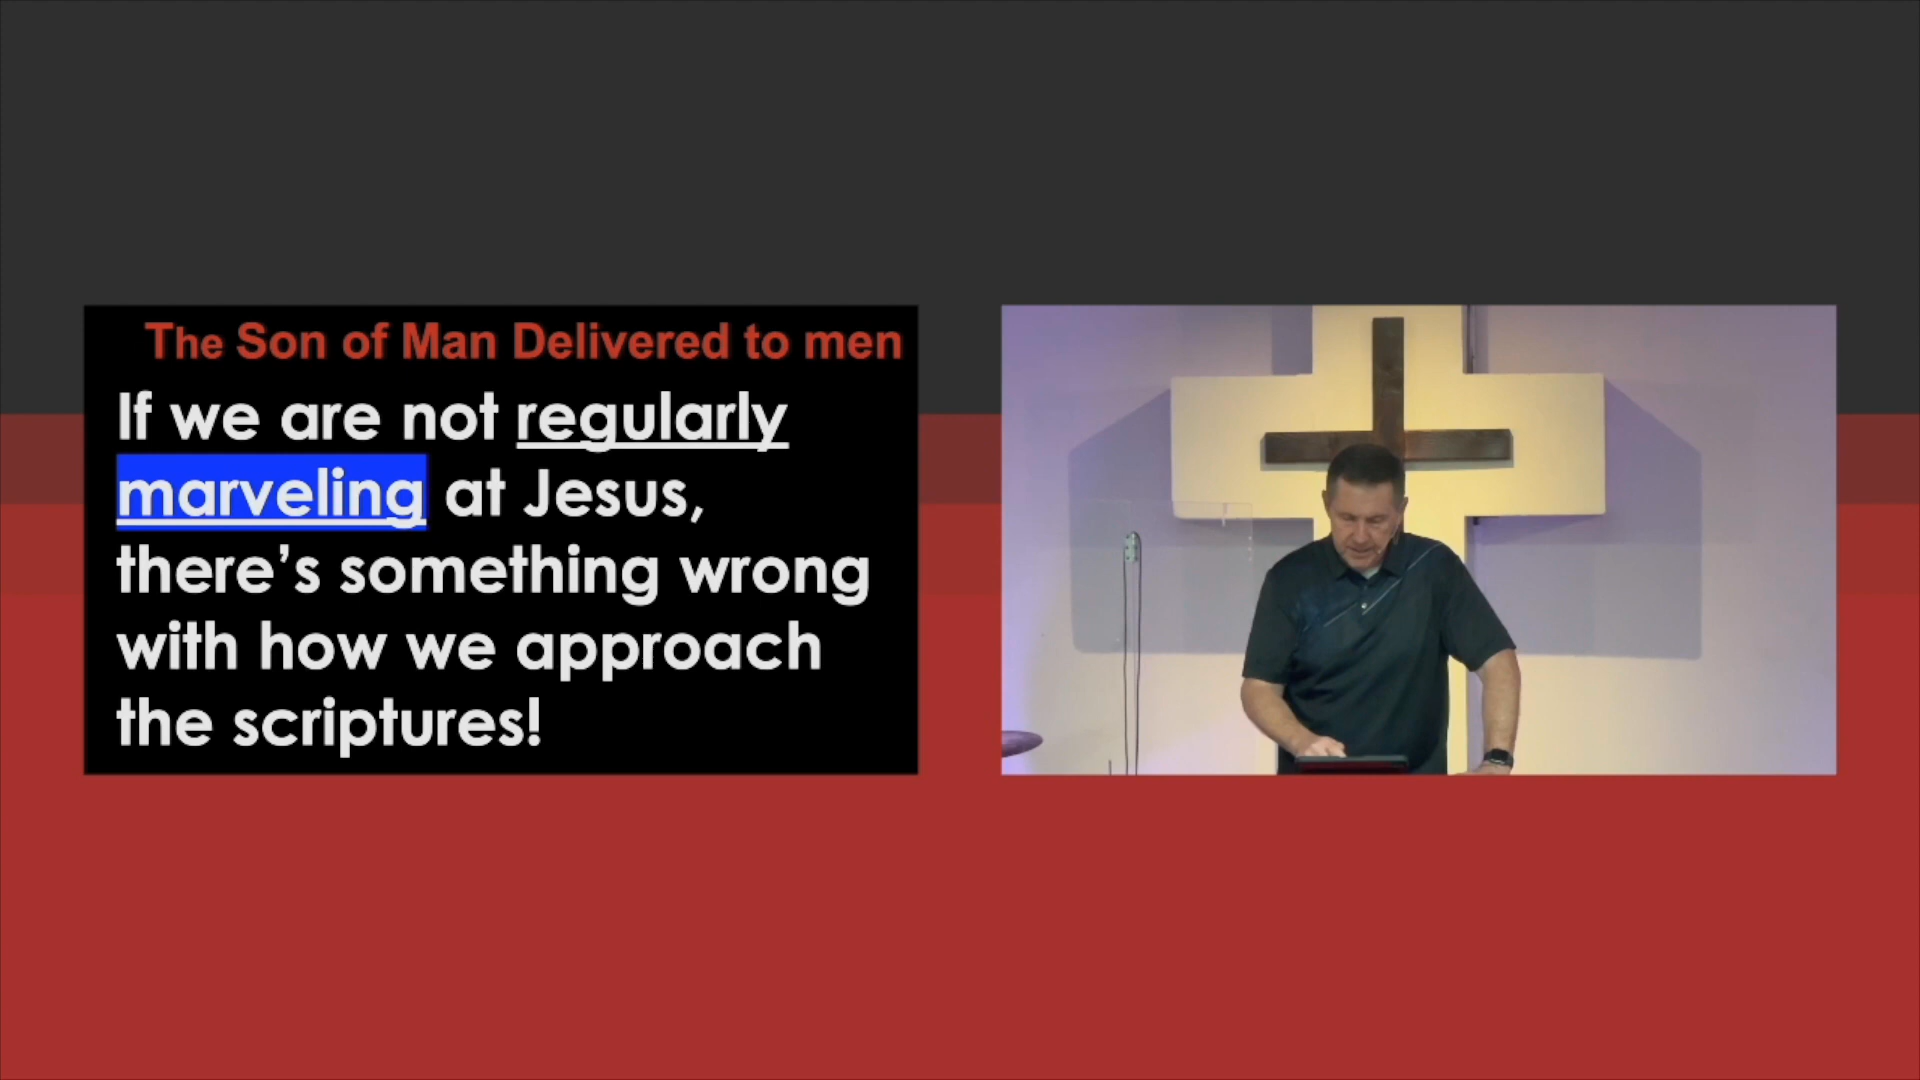 The Son of Man Delivered to men
If we are not regularly
marveling at Jesus,
there's something wrong
with how we approach
the scriptures!